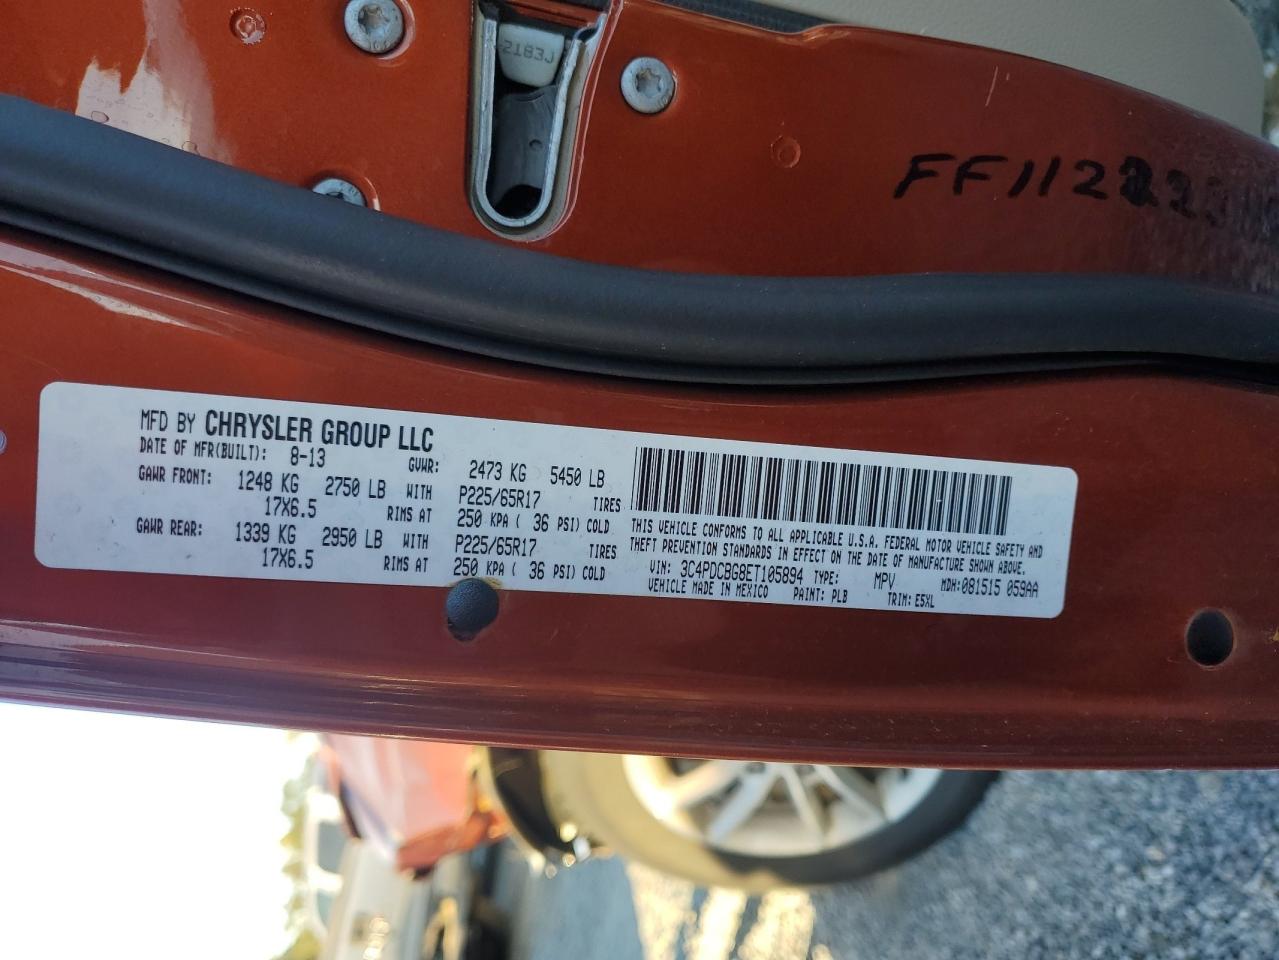 2183J
FF112
MFD BY CHRYSLER GROUP LLC
DATE OF MFR(BUILT): 8-13 GVWR: 2473 KG 5450 LB
GAWR FRONT: 1248 KG 2750 LB WITH P225/65R17 TIRES
17X6.5 RIMS AT 250 KPA ( 36 PSI) COLD
GAWR REAR: 1339 KG 2950 LB WITH P225/65R17 TIRES
17X6.5 RIMS AT 250 KPA ( 36 PSI) COLD
THIS VEHICLE CONFORMS TO ALL APPLICABLE U.S.A. FEDERAL MOTOR VEHICLE SAFETY AND
THEFT PREVENTION STANDARDS IN EFFECT ON THE DATE OF MANUFACTURE SHOWN ABOVE.
VIN: 3C4PDCBG8ET105894 TYPE: MPV MDH:081515 059AA
VEHICLE MADE IN MEXICO PAINT: PLB TRIM: E5XL